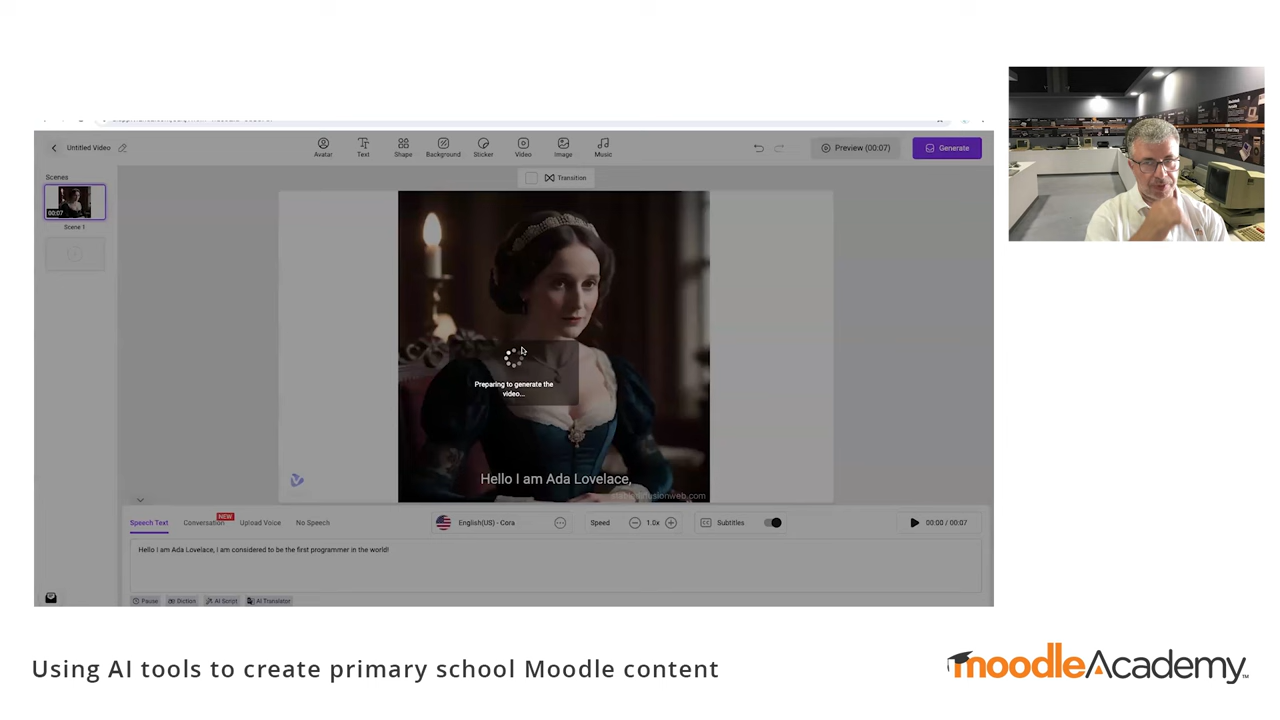 Untitled Video
Avatar
Text
Shape
Background
Sticker
Video
Image
Music
Preview (00:07)
Generate
Scenes
Transition
00:07
Scene 1
Preparing to generate the
video...
Hello I am Ada Lovelace,
Speech Text
Conversation
NEW
Upload Voice
No Speech
English(US) - Cora
Speed
1.0x
Subtitles
00:00 / 00:07
Hello I am Ada Lovelace, I am considered to be the first programmer in the world!
Pause
Diction
AI Script
AI Translator
Using AI tools to create primary school Moodle content
moodleAcademy
TM